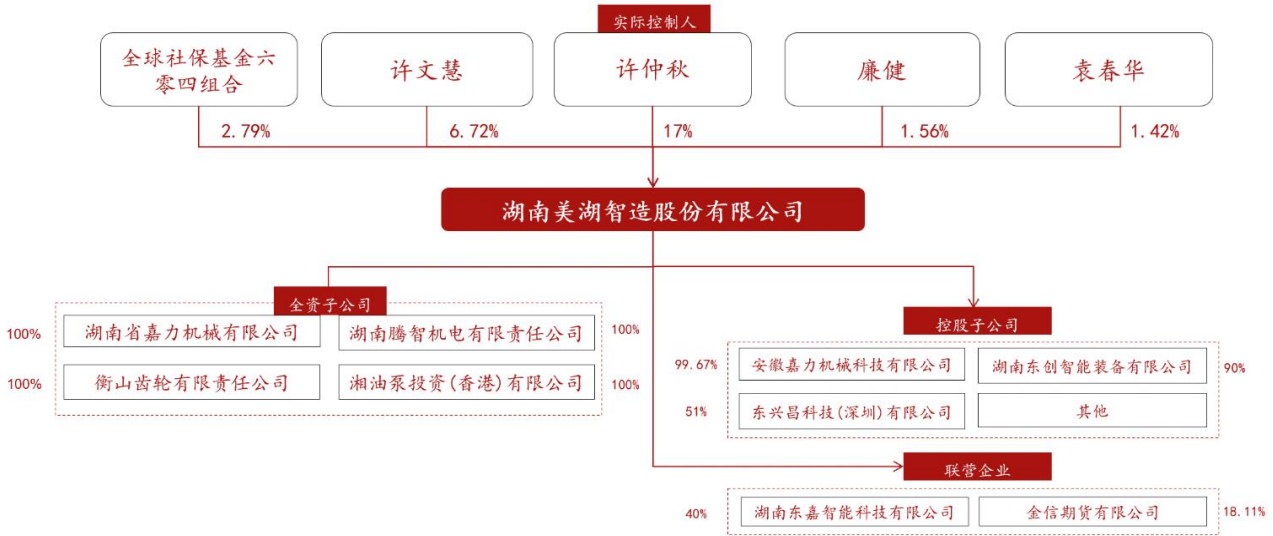 实际控制人
全球社保基金六
零四组合
许文慧
许仲秋
廉健
袁春华
2.79%
6.72%
17%
1.56%
1.42%
湖南美湖智造股份有限公司
全资子公司
100%
湖南省嘉力机械有限公司
湖南腾智机电有限责任公司
100%
100%
衡山齿轮有限责任公司
湘油泵投资(香港)有限公司
100%
控股子公司
99.67%
安徽嘉力机械科技有限公司
湖南东创智能装备有限公司
90%
51%
东兴昌科技(深圳)有限公司
其他
联营企业
40%
湖南东嘉智能科技有限公司
金信期货有限公司
18.11%